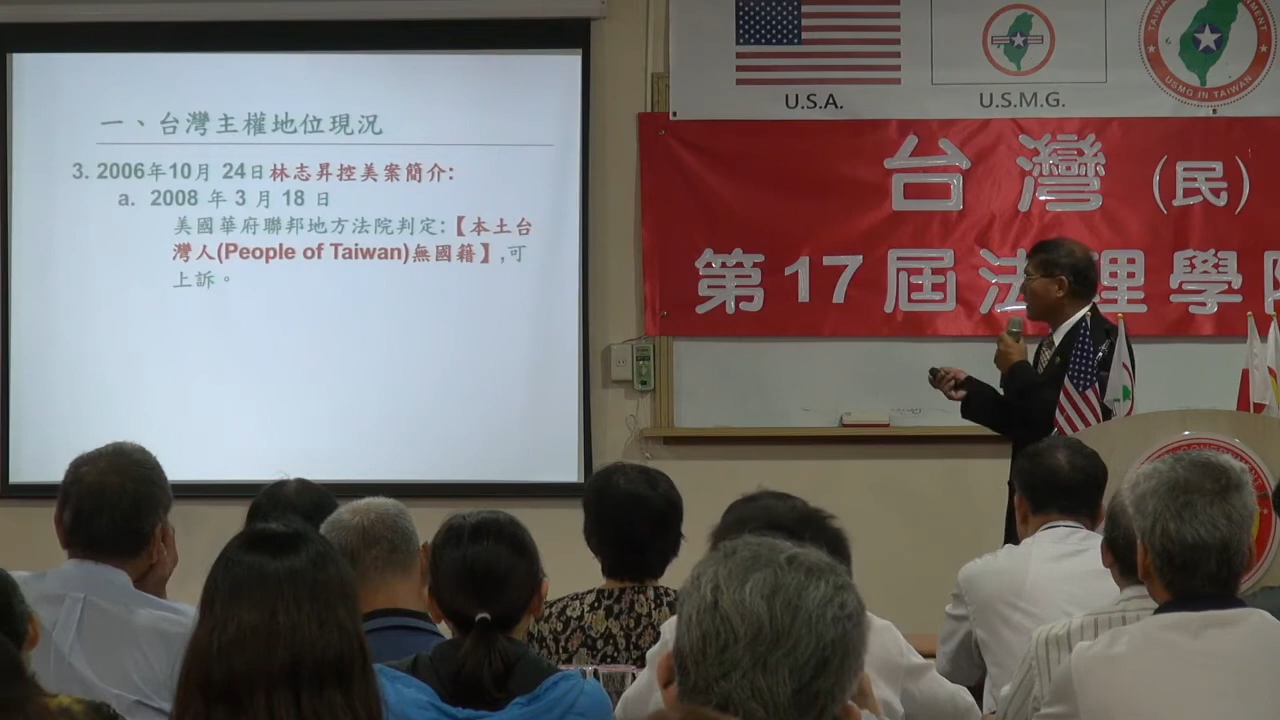 一、台灣主權地位現況
3. 2006年10月 24日林志昇控美案簡介:
a. 2008 年 3 月 18 日
美國華府聯邦地方法院判定:【本土台
灣人(People of Taiwan)無國籍】,可
上訴。
U.S.A.
U.S.M.G.
USMG IN TAIWAN
台灣(民)
第17屆法理學